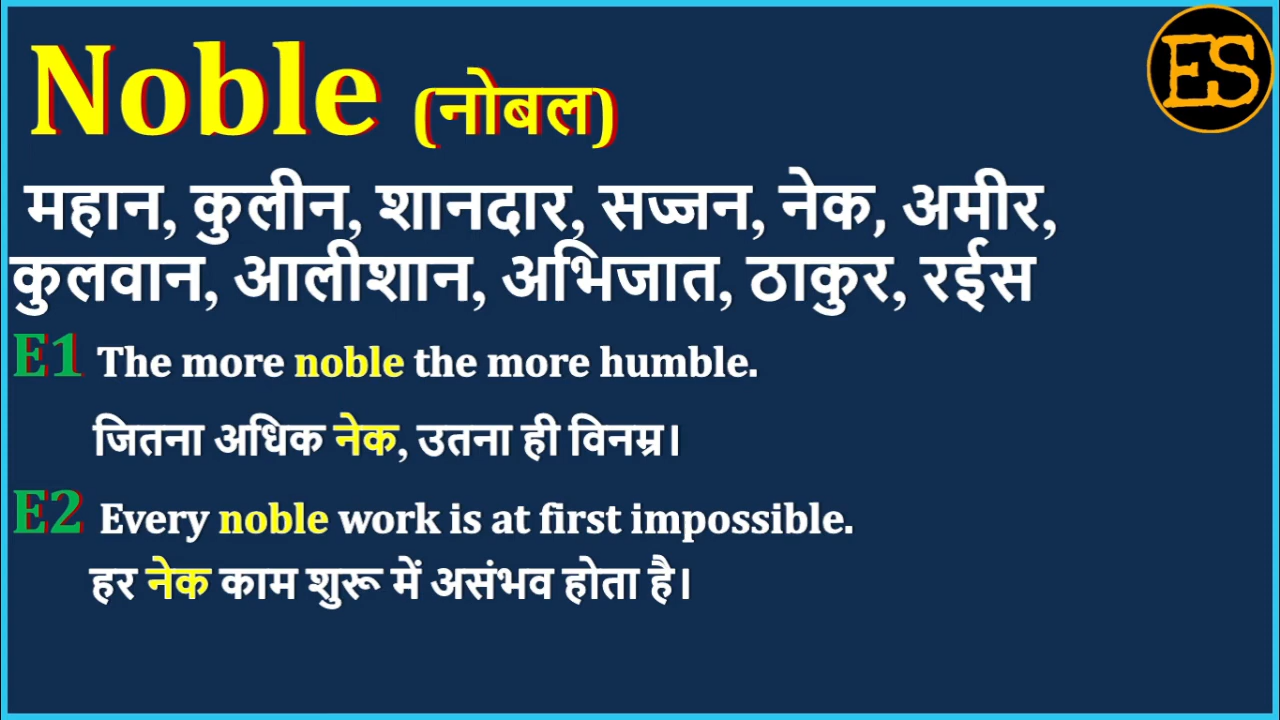 Noble (नोबल)
ES
महान, कुलीन, शानदार, सज्जन, नेक, अमीर,
कुलवान, आलीशान, अभिजात, ठाकुर, रईस
E1 The more noble the more humble.
जितना अधिक नेक, उतना ही विनम्र।
E2 Every noble work is at first impossible.
हर नेक काम शुरू में असंभव होता है।